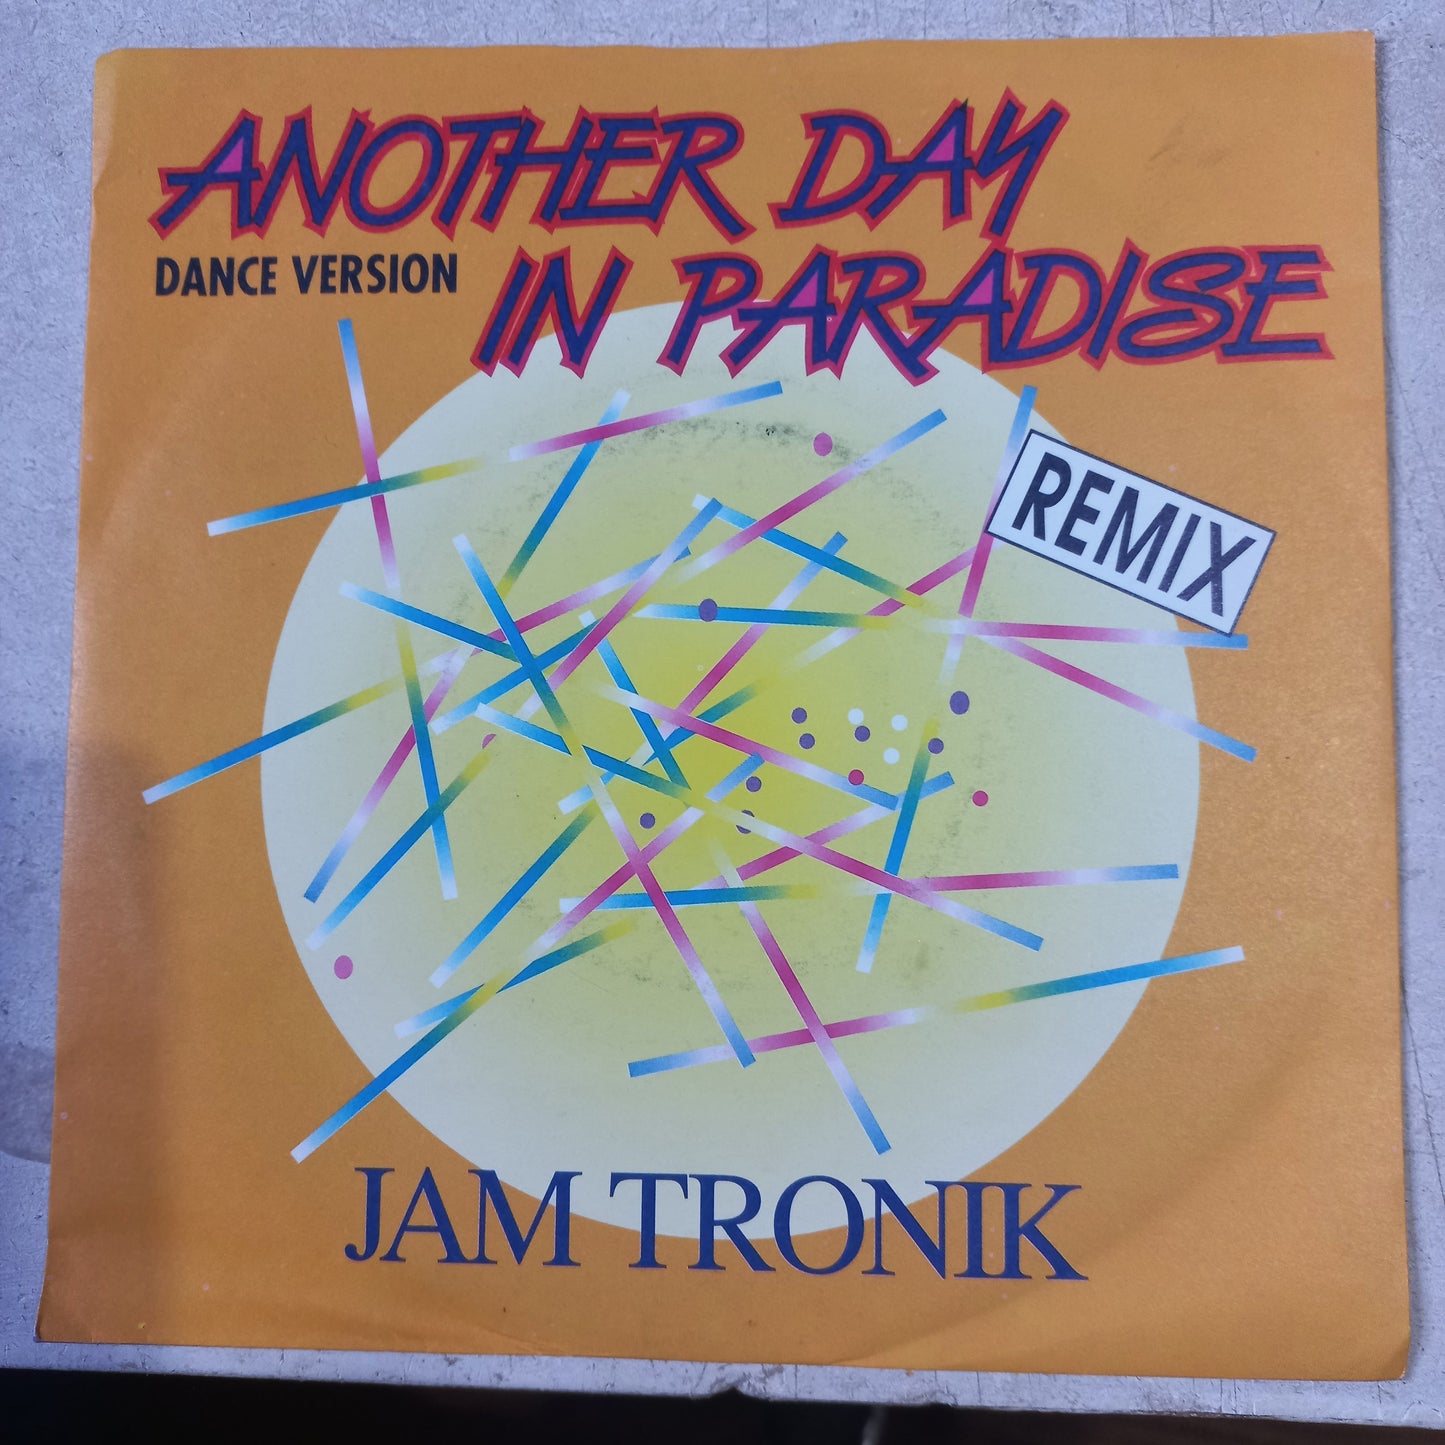 ANOTHER DAY
DANCE VERSION
IN PARADISE
REMIX
JAM TRONIK